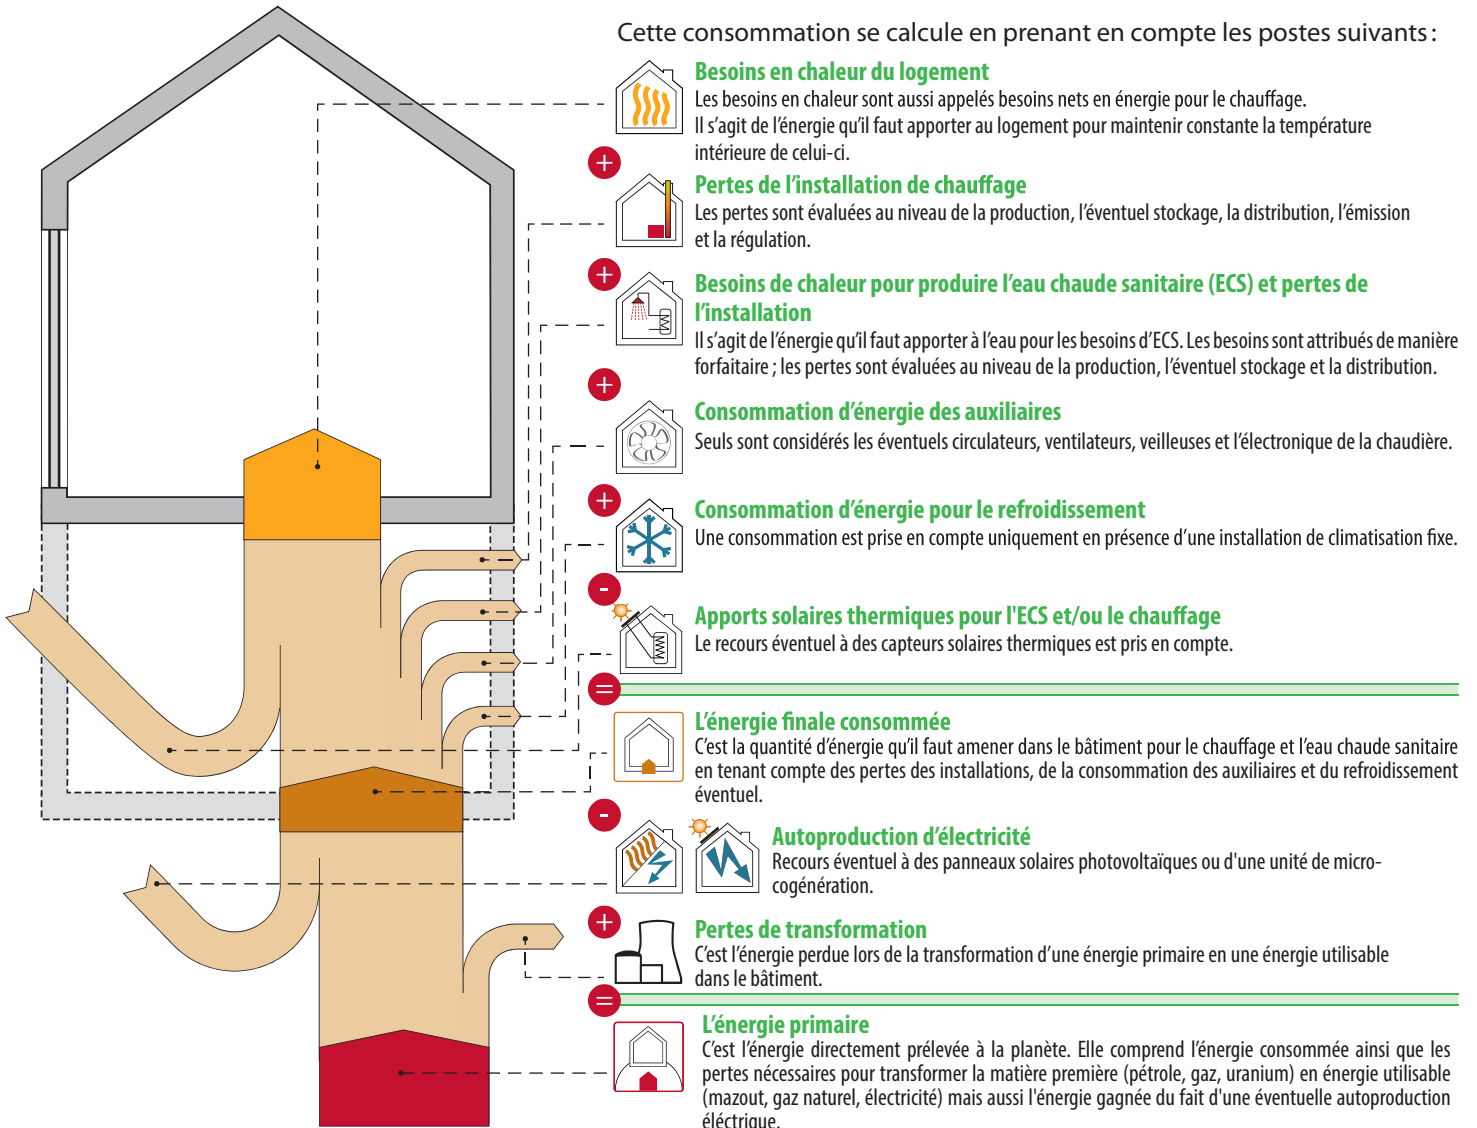 Cette consommation se calcule en prenant en compte les postes suivants :
Besoins en chaleur du logement
Les besoins en chaleur sont aussi appelés besoins nets en énergie pour le chauffage.
Il s’agit de l’énergie qu’il faut apporter au logement pour maintenir constante la température
intérieure de celui-ci.
+
Pertes de l’installation de chauffage
Les pertes sont évaluées au niveau de la production, l’éventuel stockage, la distribution, l’émission
et la régulation.
+
Besoins de chaleur pour produire l’eau chaude sanitaire (ECS) et pertes de
l’installation
Il s’agit de l’énergie qu’il faut apporter à l’eau pour les besoins d’ECS. Les besoins sont attribués de manière
forfaitaire ; les pertes sont évaluées au niveau de la production, l’éventuel stockage et la distribution.
+
Consommation d’énergie des auxiliaires
Seuls sont considérés les éventuels circulateurs, ventilateurs, veilleuses et l’électronique de la chaudière.
+
Consommation d’énergie pour le refroidissement
Une consommation est prise en compte uniquement en présence d’une installation de climatisation fixe.
-
Apports solaires thermiques pour l'ECS et/ou le chauffage
Le recours éventuel à des capteurs solaires thermiques est pris en compte.
=
L’énergie finale consommée
C’est la quantité d’énergie qu’il faut amener dans le bâtiment pour le chauffage et l’eau chaude sanitaire
en tenant compte des pertes des installations, de la consommation des auxiliaires et du refroidissement
éventuel.
-
Autoproduction d’électricité
Recours éventuel à des panneaux solaires photovoltaïques ou d'une unité de micro-
cogénération.
+
Pertes de transformation
C’est l’énergie perdue lors de la transformation d’une énergie primaire en une énergie utilisable
dans le bâtiment.
=
L’énergie primaire
C’est l’énergie directement prélevée à la planète. Elle comprend l’énergie consommée ainsi que les
pertes nécessaires pour transformer la matière première (pétrole, gaz, uranium) en énergie utilisable
(mazout, gaz naturel, électricité) mais aussi l'énergie gagnée du fait d'une éventuelle autoproduction
éléctrique.